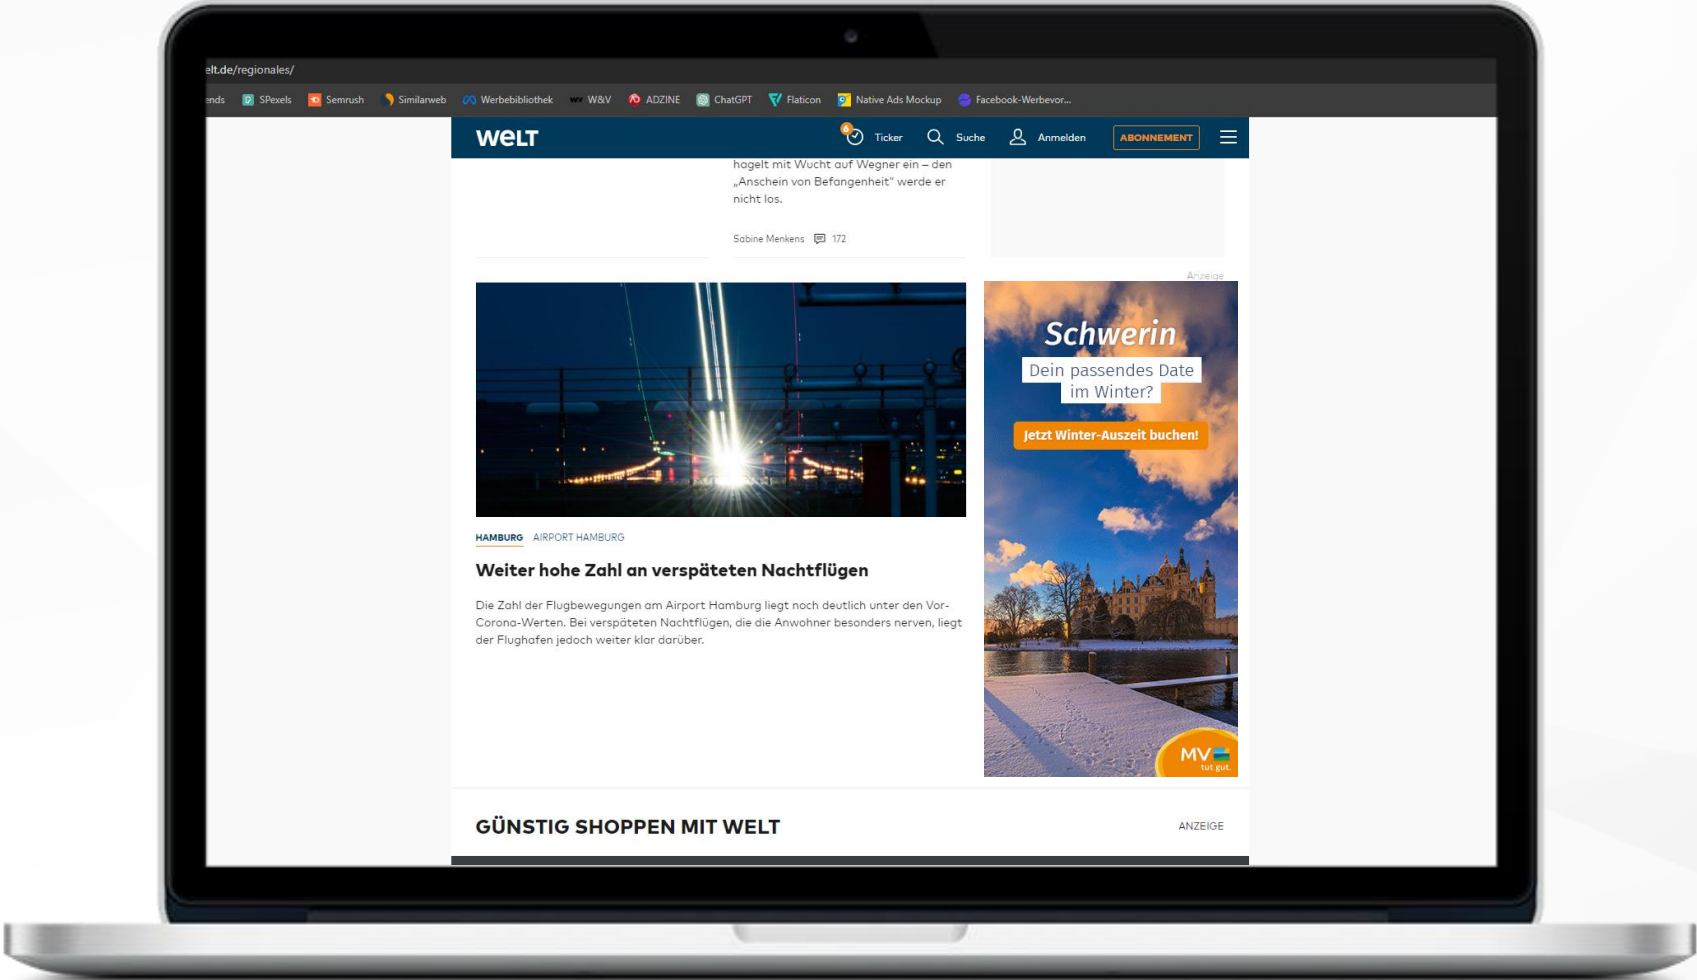 elt.de/regionales/
ends SPexels Semrush Similarweb Werbebibliothek W&V ADZINE ChatGPT Flaticon Native Ads Mockup Facebook-Werbevor...
WELT 6 Ticker Suche Anmelden ABONNEMENT
hagelt mit Wucht auf Wegner ein – den
„Anschein von Befangenheit“ werde er
nicht los.
Sabine Menkens 172
Anzeige
Schwerin
Dein passendes Date
im Winter?
Jetzt Winter-Auszeit buchen!
MV
tut gut.
HAMBURG AIRPORT HAMBURG
Weiter hohe Zahl an verspäteten Nachtflügen
Die Zahl der Flugbewegungen am Airport Hamburg liegt noch deutlich unter den Vor-
Corona-Werten. Bei verspäteten Nachtflügen, die die Anwohner besonders nerven, liegt
der Flughafen jedoch weiter klar darüber.
GÜNSTIG SHOPPEN MIT WELT ANZEIGE